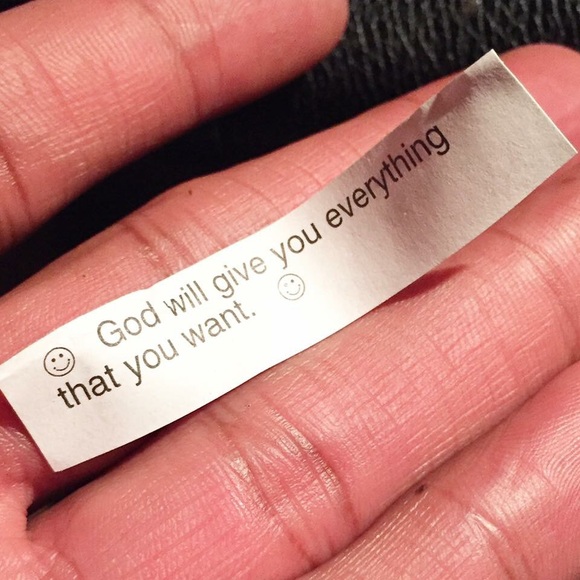 ☺ God will give you everything
that you want. ☺